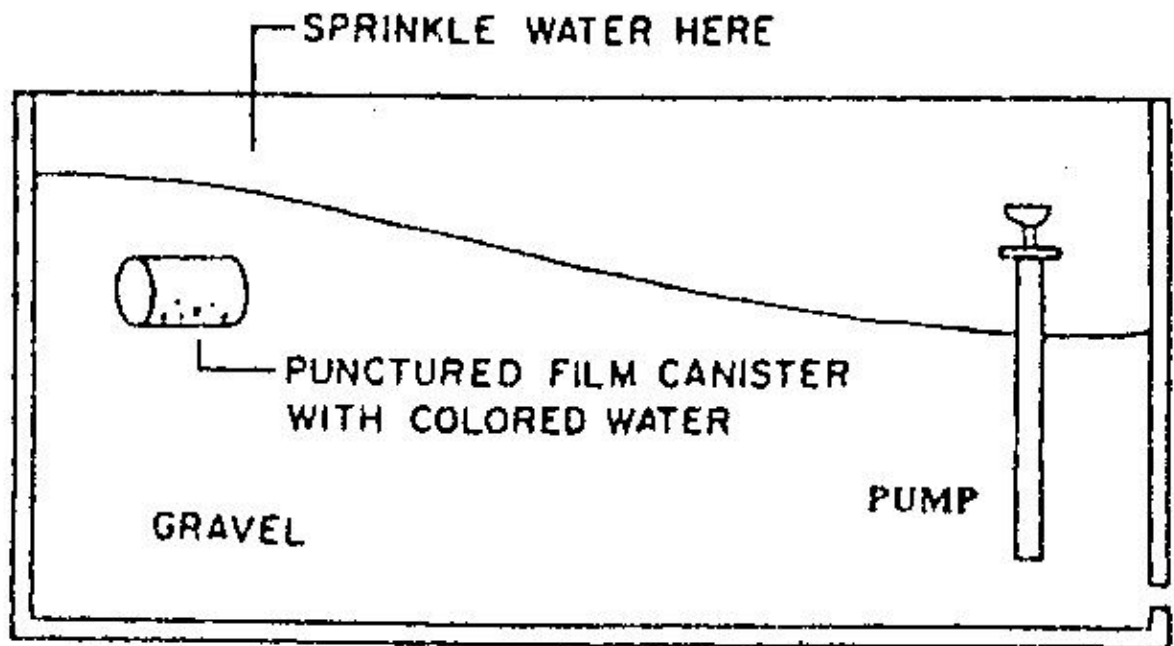 SPRINKLE WATER HERE
PUNCTURED FILM CANISTER
WITH COLORED WATER
PUMP
GRAVEL